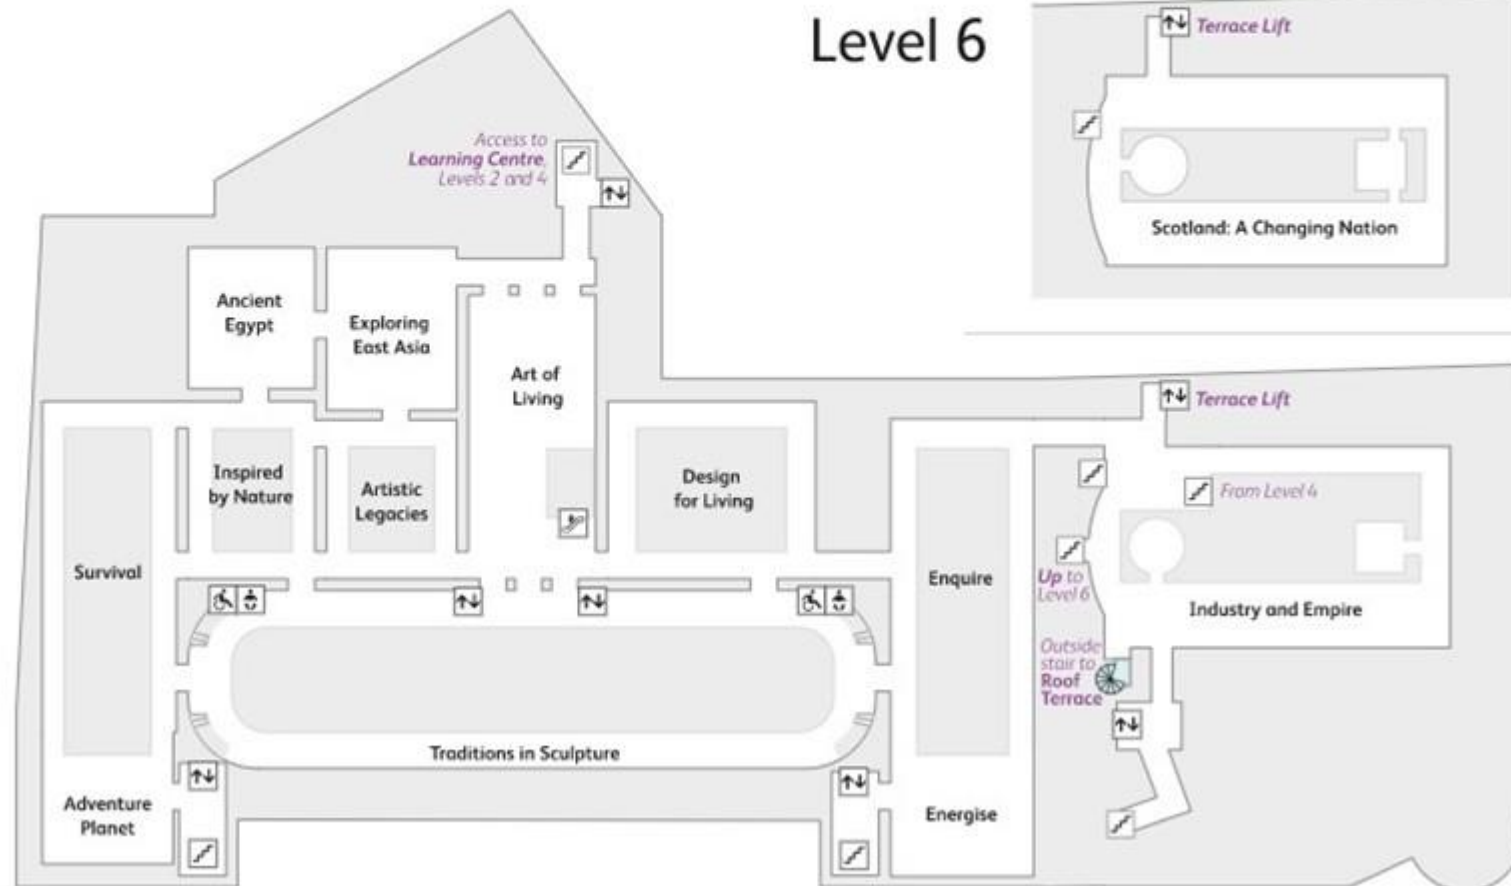 Level 6
Terrace Lift
Scotland: A Changing Nation
Access to
Learning Centre,
Levels 2 and 4
Ancient
Egypt
Exploring
East Asia
Art of
Living
Terrace Lift
Inspired
by Nature
Artistic
Legacies
Design
for Living
From Level 4
Survival
Enquire
Up to
Level 6
Industry and Empire
Outside
stair to
Roof
Terrace
Traditions in Sculpture
Adventure
Planet
Energise